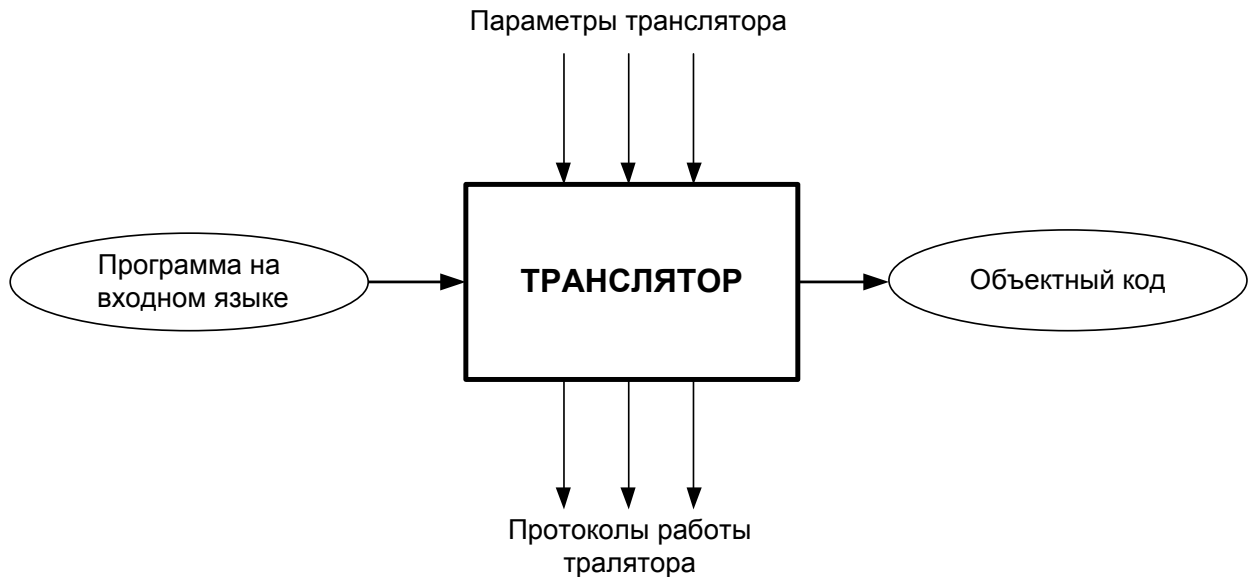 Параметры транслятора
Программа на
входном языке
ТРАНСЛЯТОР
Объектный код
Протоколы работы
тралятора